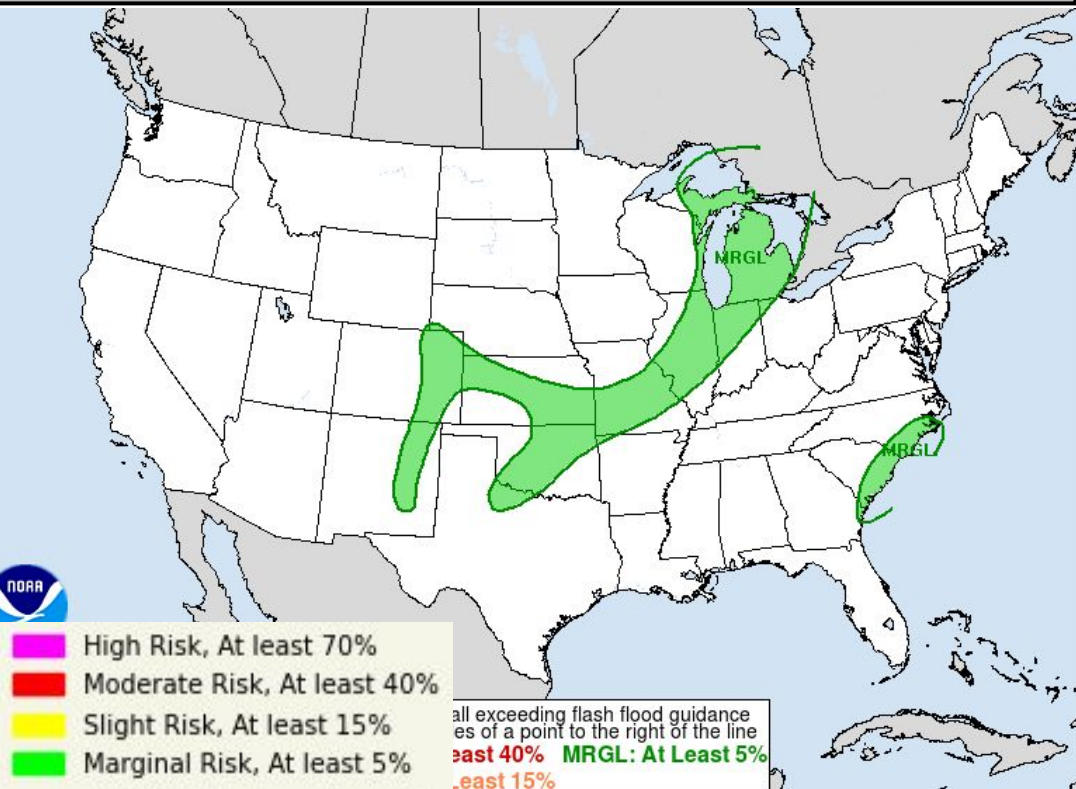 MRGL
MRGL
NOAA
High Risk, At least 70%
Moderate Risk, At least 40%
Slight Risk, At least 15%
Marginal Risk, At least 5%
all exceeding flash flood guidance
es of a point to the right of the line
east 40% MRGL: At Least 5%
Least 15%